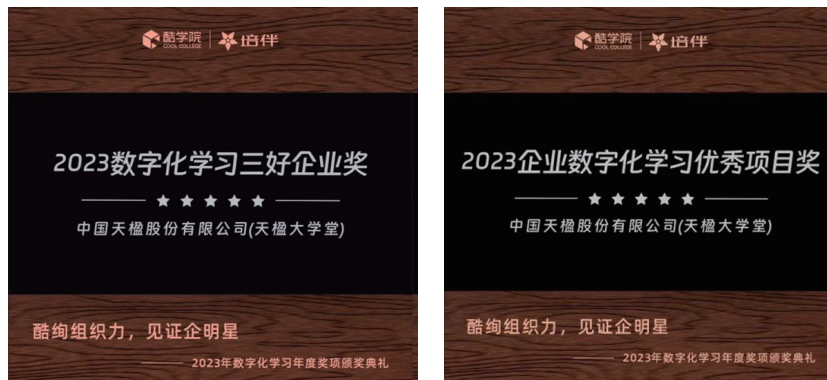 酷学院 培伴
COOL COLLEGE
2023数字化学习三好企业奖
中国天楹股份有限公司(天楹大学堂)
酷绚组织力，见证企明星
2023年数字化学习年度奖项颁奖典礼
酷学院 培伴
COOL COLLEGE
2023企业数字化学习优秀项目奖
中国天楹股份有限公司(天楹大学堂)
酷绚组织力，见证企明星
2023年数字化学习年度奖项颁奖典礼